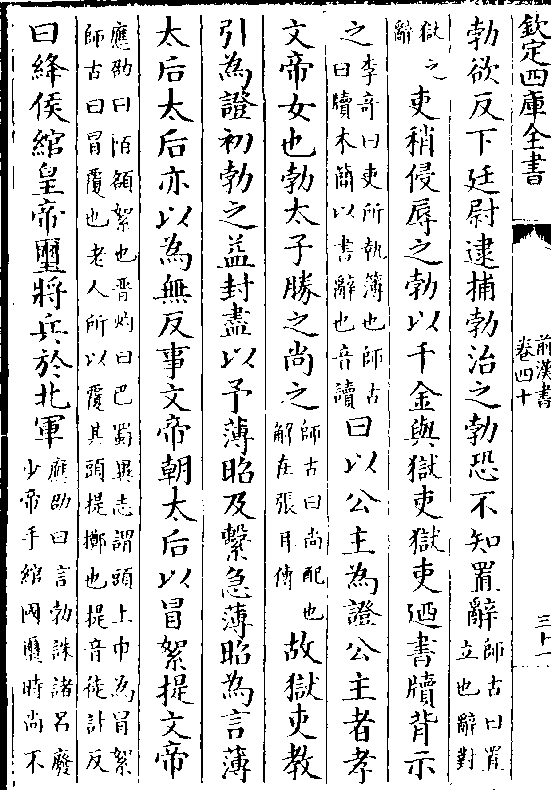 欽定四庫全書
前漢書
卷四十
三十一
勃欲反下廷尉逮捕勃治之勃恐不知置辭師古曰置
立也辭對
獄之
辭吏稍侵辱之勃以千金與獄吏獄吏廼書牘背示
之李奇曰吏所執簿也師古
曰牘木簡以書辭也音讀曰以公主為證公主者孝
文帝女也勃太子勝之尚之師古曰尚配也
解在張耳傳故獄吏教
引為證初勃之益封盡以予薄昭及繫急薄昭為言薄
太后太后亦以為無反事文帝朝太后以冒絮提文帝
應劭曰陌額絮也晉灼曰巴蜀異志謂頭上巾為冒絮
師古曰冒覆也老人所以覆其頭提擲也提音徒計反
曰絳侯綰皇帝璽將兵於北軍應劭曰言勃誅諸呂廢
少帝手綰國璽時尚不